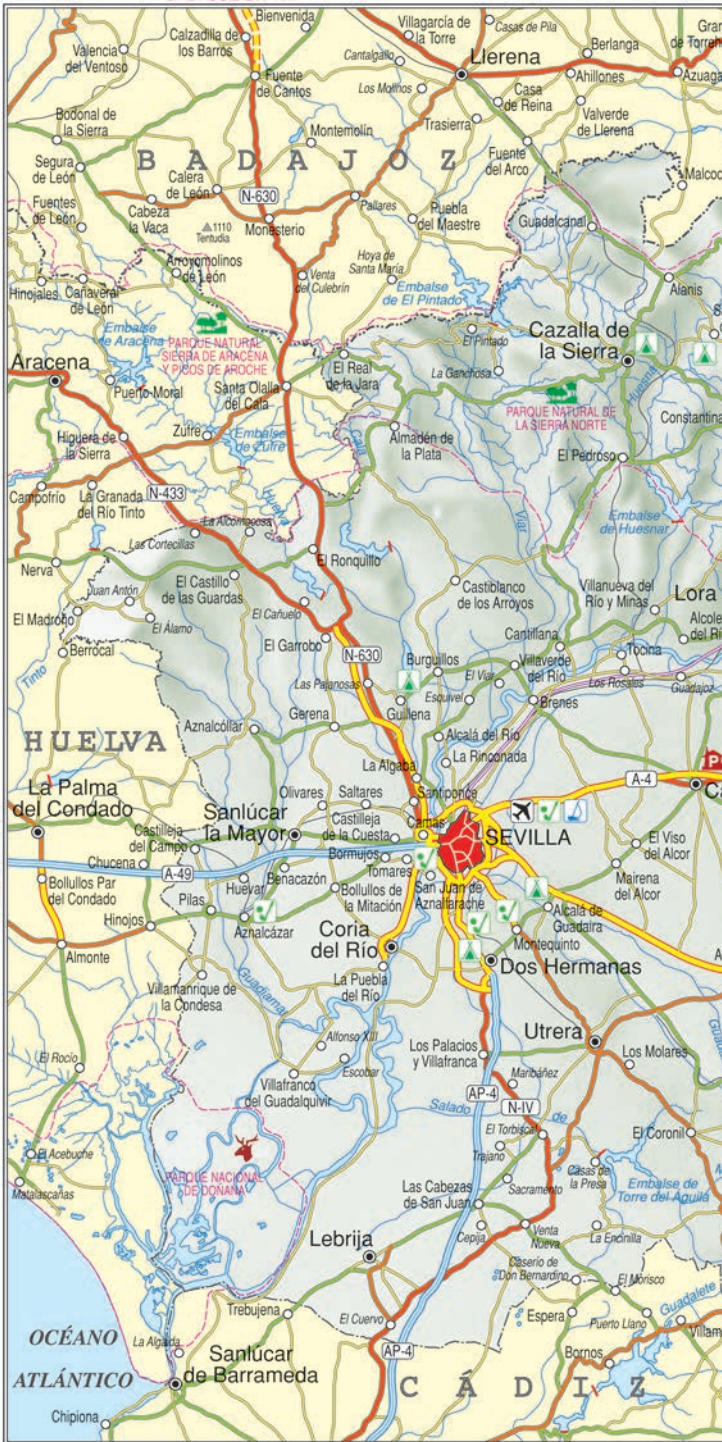 Bienvenida
Calzadilla de
los Barros
Villagarcía de
la Torre
Casas de Pila
Valencia
del Ventoso
Cantalgallo
Llerena
Berlanga
Fuente
de Cantos
Los Molinos
Ahillones
Azuaga
Casa
de Reina
Bodonal de
la Sierra
Montemolín
Trasierra
Valverde
de Llerena
BADAJOZ
Segura
de León
Calera
de León
Fuente
del Arco
N-630
Pallares
Fuentes
de León
Cabeza
la Vaca
1110
Tentudia
Monesterio
Puebla
del Maestre
Guadalcanal
Arroyomolinos
de León
Hoya de
Santa María
Venta
del Culebrín
Hinojales
Cañaveral
de León
Embalse
de El Pintado
Alanis
Embalse
de Aracena
PARQUE NATURAL
SIERRA DE ARACENA
Y PICOS DE AROCHE
El Pintado
Cazalla de
la Sierra
Aracena
El Real
de la Jara
La Ganchosa
Puerto-Moral
Santa Olalla
del Cala
Huesna
PARQUE NATURAL DE
LA SIERRA NORTE
Constantina
Higuera de
la Sierra
Zufre
Embalse
de Zufre
Cala
Almadén de
la Plata
El Pedroso
Campofrío
La Granada
del Río Tinto
N-433
Huelva
Viar
Embalse
de Huesnar
Las Cortecillas
Nerva
El Ronquillo
Juan Antón
El Castillo
de las Guardas
Castiblanco
de los Arroyos
Villanueva del
Río y Minas
Lora
El Madroño
El Álamo
El Cañuelo
Berrocal
El Garrobo
Cantillana
Tinto
N-630
Burguillos
Villaverde
del Río
Tocina
Las Pajanosas
El Viar
Los Rosales
Guadajoz
Guillena
Esquivel
Brenes
Aznalcóllar
Gerena
Alcalá del Río
HUELVA
La Rinconada
La Algaba
A-4
La Palma
del Condado
Olivares
Saltares
Santiponce
Sanlúcar
la Mayor
Castilleja
de la Cuesta
Camas
SEVILLA
Castilleja
del Campo
Bormujos
El Viso
del Alcor
Chucena
Tomares
A-49
Huevar
Benacazón
San Juan de
Aznalfarache
Mairena
del Alcor
Bollullos Par
del Condado
Pilas
Bollullos de
la Mitación
Alcalá de
Guadaira
Hinojos
Aznalcázar
Coria
del Río
Montequinto
Almonte
Dos Hermanas
Villamanrique de
la Condesa
Guadiamar
La Puebla
del Río
Utrera
Alfonso XIII
Los Palacios
y Villafranca
El Rocío
Escobar
Los Molares
Villafranco
del Guadalquivir
Maribáñez
AP-4
N-IV
Salado
de
El Torbiscal
El Coronil
El Acebuche
Trajano
PARQUE NACIONAL
DE DOÑANA
Casas de
la Presa
Matalascañas
Sacramento
Embalse de
Torre del Águila
Las Cabezas
de San Juan
Lebrija
Cepija
Venta
Nueva
La Encinilla
Caserío de
Don Bernardino
El Morisco
Trebujena
El Cuervo
Espera
Puerto Llano
Guadalete
OCÉANO
ATLÁNTICO
La Algaida
AP-4
Sanlúcar
de Barrameda
Bornos
CÁDIZ
Chipiona